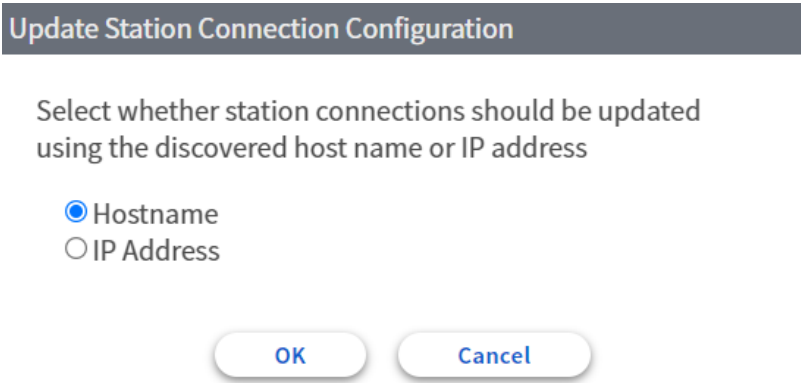 Update Station Connection Configuration
Select whether station connections should be updated
using the discovered host name or IP address
Hostname
IP Address
OK
Cancel